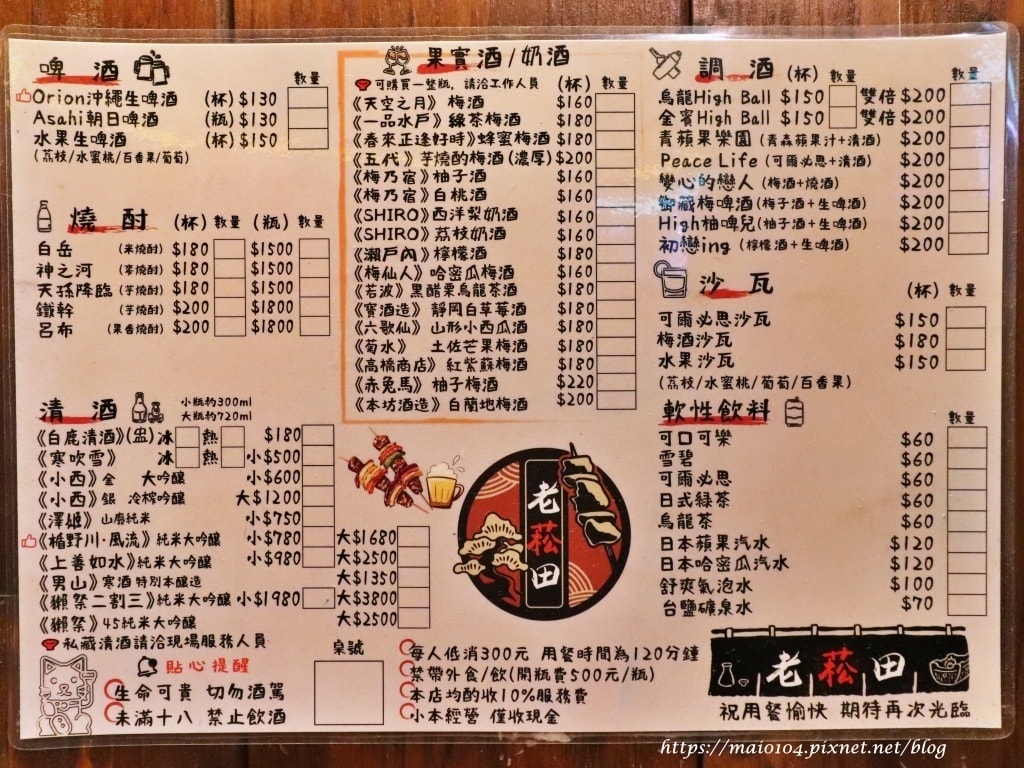 啤酒
數量
Orion沖繩生啤酒 (杯) $130
Asahi朝日啤酒 (瓶) $130
水果生啤酒 (杯) $150
(荔枝/水蜜桃/百香果/葡萄)
燒酎 (杯) 數量 (瓶) 數量
白岳 (米燒酎) $180 $1500
神之河 (麥燒酎) $180 $1500
天孫降臨 (芋燒酎) $180 $1500
鐵幹 (芋燒酎) $200 $1800
呂布 (果香燒酎) $200 $1800
清酒
小瓶約300ml
大瓶約720ml
《白鹿清酒》(盅) 冰 熱 $180
《寒吹雪》 冰 熱 小$500
《小西》金 大吟釀 小$600
《小西》銀 冷榨吟釀 大$1200
《澤姬》山廢純米 小$750
《楯野川·風流》純米大吟釀 小$780 大$1680
《上善如水》純米大吟釀 小$980 大$2500
《男山》寒酒 特別本釀造 大$1350
《獺祭二割三》純米大吟釀 小$1980 大$3800
《獺祭》45純米大吟釀 大$2500
私藏清酒請洽現場服務人員
貼心提醒
生命可貴 切勿酒駕
未滿十八 禁止飲酒
桌號
果實酒/奶酒
可購買一整瓶, 請洽工作人員 (杯) 數量
《天空之月》 梅酒 $160
《一品水戶》綠茶梅酒 $180
《春來正逢好時》蜂蜜梅酒 $180
《五代》芋燒酌梅酒(濃厚) $200
《梅乃宿》柚子酒 $160
《梅乃宿》白桃酒 $160
《SHIRO》西洋梨奶酒 $160
《SHIRO》荔枝奶酒 $160
《瀨戶內》檸檬酒 $180
《梅仙人》哈密瓜梅酒 $160
《若波》黑醋栗烏龍茶酒 $180
《寶酒造》靜岡白草莓酒 $180
《六歌仙》山形小西瓜酒 $180
《菊水》 土佐芒果梅酒 $180
《高橋商店》紅紫蘇梅酒 $180
《赤兔馬》柚子梅酒 $220
《本坊酒造》白蘭地梅酒 $200
老菘田
每人低消300元 用餐時間為120分鐘
禁帶外食/飲(開瓶費500元/瓶)
本店均酌收10%服務費
小本經營 僅收現金
調酒 (杯) 數量 數量
烏龍High Ball $150 雙倍 $200
金賓High Ball $150 雙倍 $200
青蘋果樂園 (青森蘋果汁+清酒) $200
Peace Life (可爾必思+清酒) $200
變心的戀人 (梅酒+燒酒) $200
御藏梅啤酒 (梅子酒+生啤酒) $200
High柚啤兒 (柚子酒+生啤酒) $200
初戀ing (檸檬酒+生啤酒) $200
沙瓦 (杯) 數量
可爾必思沙瓦 $150
梅酒沙瓦 $180
水果沙瓦 $150
(荔枝/水蜜桃/葡萄/百香果)
軟性飲料 數量
可口可樂 $60
雪碧 $60
可爾必思 $60
日式綠茶 $60
烏龍茶 $60
日本蘋果汽水 $120
日本哈密瓜汽水 $120
舒爽氣泡水 $100
台鹽礦泉水 $70
老菘田
祝用餐愉快 期待再次光臨
https://maio104.pixnet.net/blog